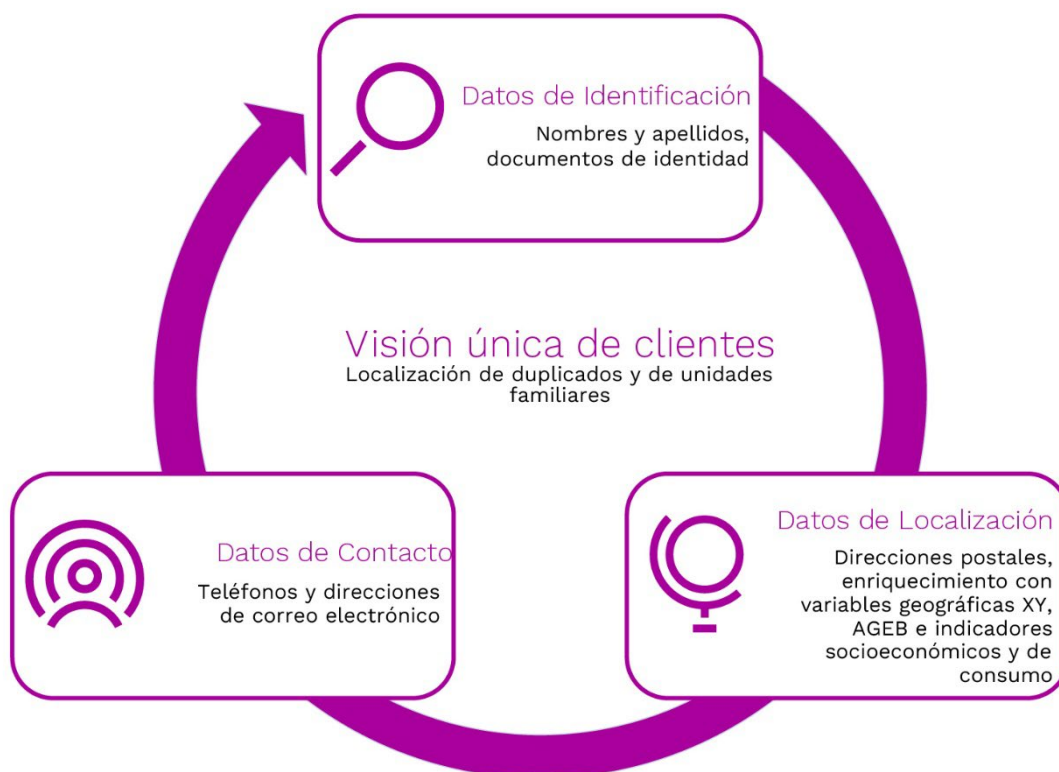 Datos de Identificación
Nombres y apellidos,
documentos de identidad
Visión única de clientes
Localización de duplicados y de unidades
familiares
Datos de Contacto
Teléfonos y direcciones
de correo electrónico
Datos de Localización
Direcciones postales,
enriquecimiento con
variables geográficas XY,
AGEB e indicadores
socioeconómicos y de
consumo